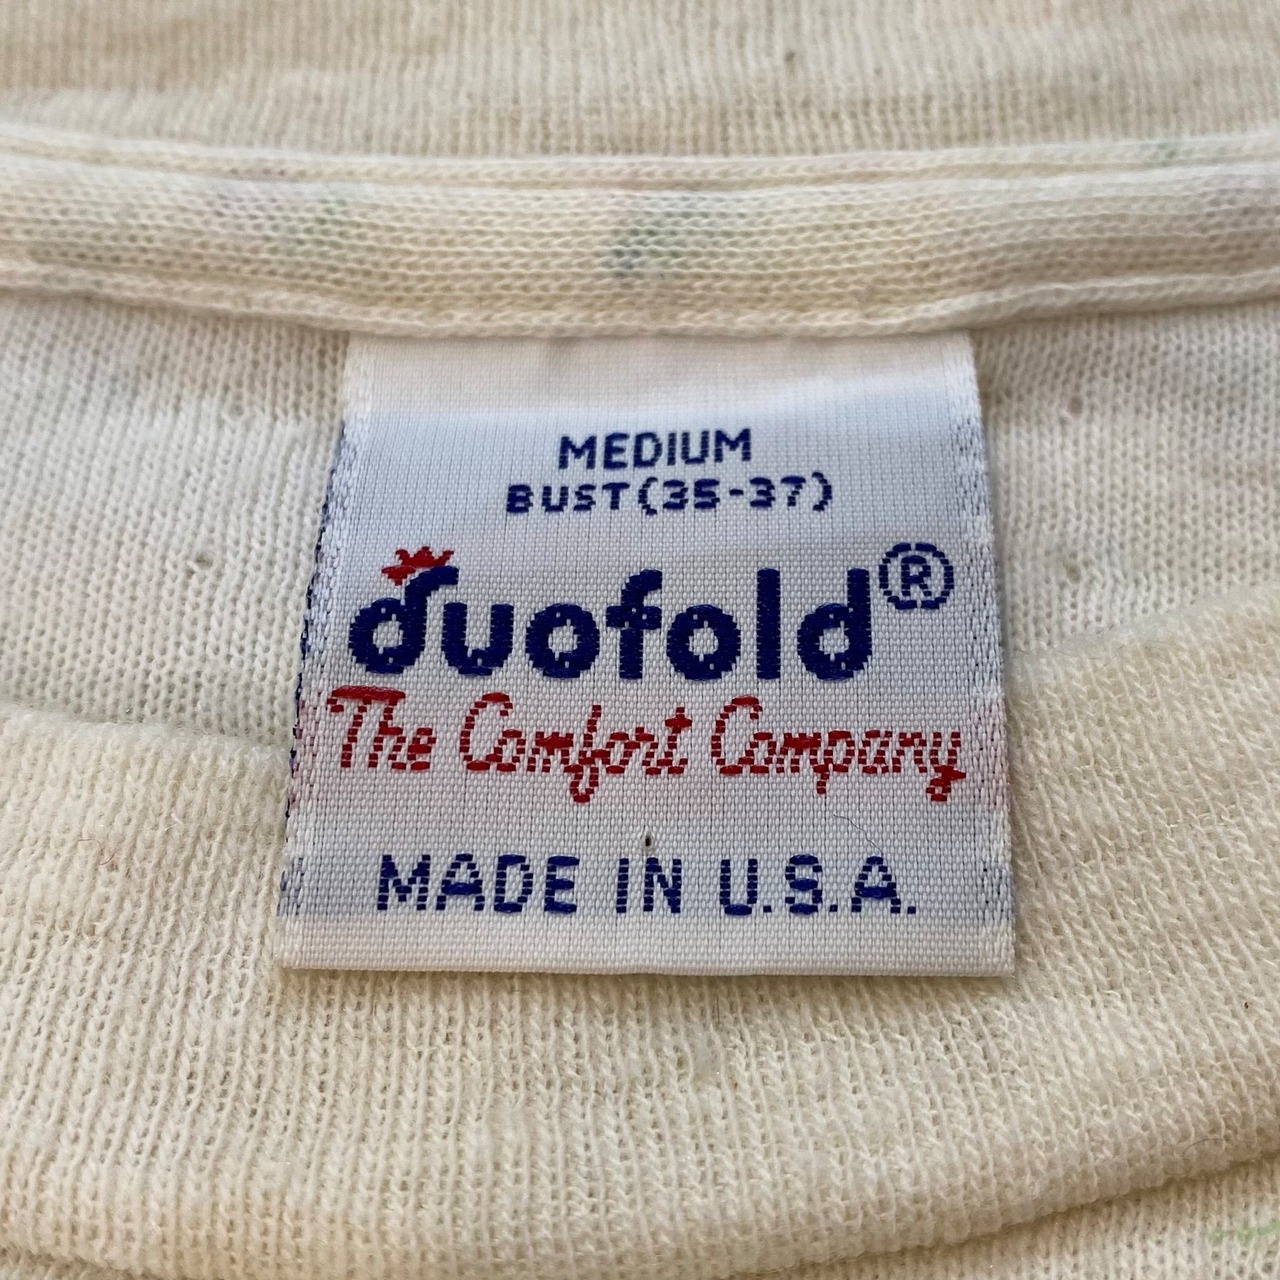 MEDIUM
BUST(35-37)
duofold®
The Comfort Company
MADE IN U.S.A.